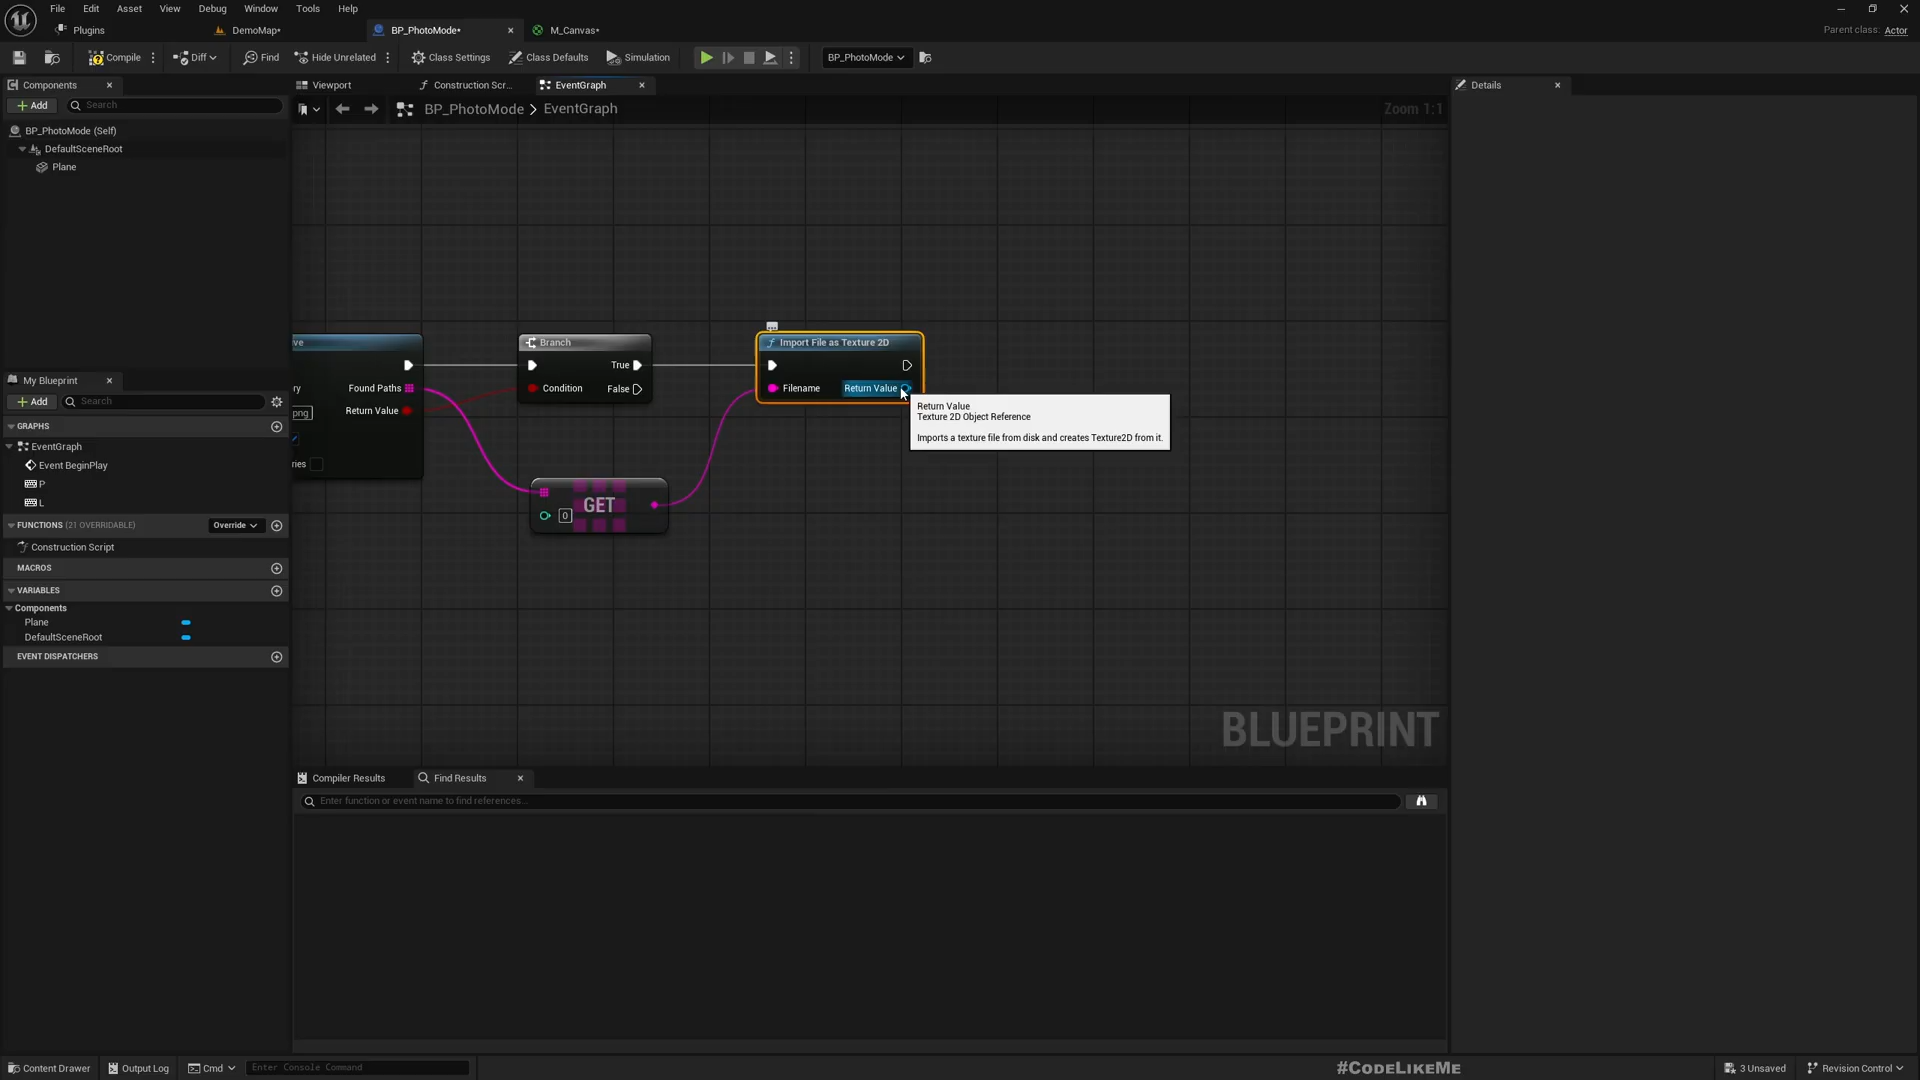 File Edit Asset View Debug Window Tools Help
Plugins DemoMap* BP_PhotoMode* M_Canvas*
Parent class: Actor
Compile Diff Find Hide Unrelated Class Settings Class Defaults Simulation BP_PhotoMode
Components
Viewport Construction Scr... EventGraph
Details
Add Search
BP_PhotoMode > EventGraph
Zoom 1:1
BP_PhotoMode (Self)
DefaultSceneRoot
Plane
ve
Found Paths
Return Value
ry
png
ries
Branch
True
Condition False
Import File as Texture 2D
Filename Return Value
Return Value
Texture 2D Object Reference
Imports a texture file from disk and creates Texture2D from it.
GET
0
BLUEPRINT
My Blueprint
Add Search
GRAPHS
EventGraph
Event BeginPlay
P
L
FUNCTIONS (21 OVERRIDABLE) Override
Construction Script
MACROS
VARIABLES
Components
Plane
DefaultSceneRoot
EVENT DISPATCHERS
Compiler Results Find Results
Enter function or event name to find references...
Content Drawer Output Log Cmd Enter Console Command
#CodeLikeMe
3 Unsaved Revision Control